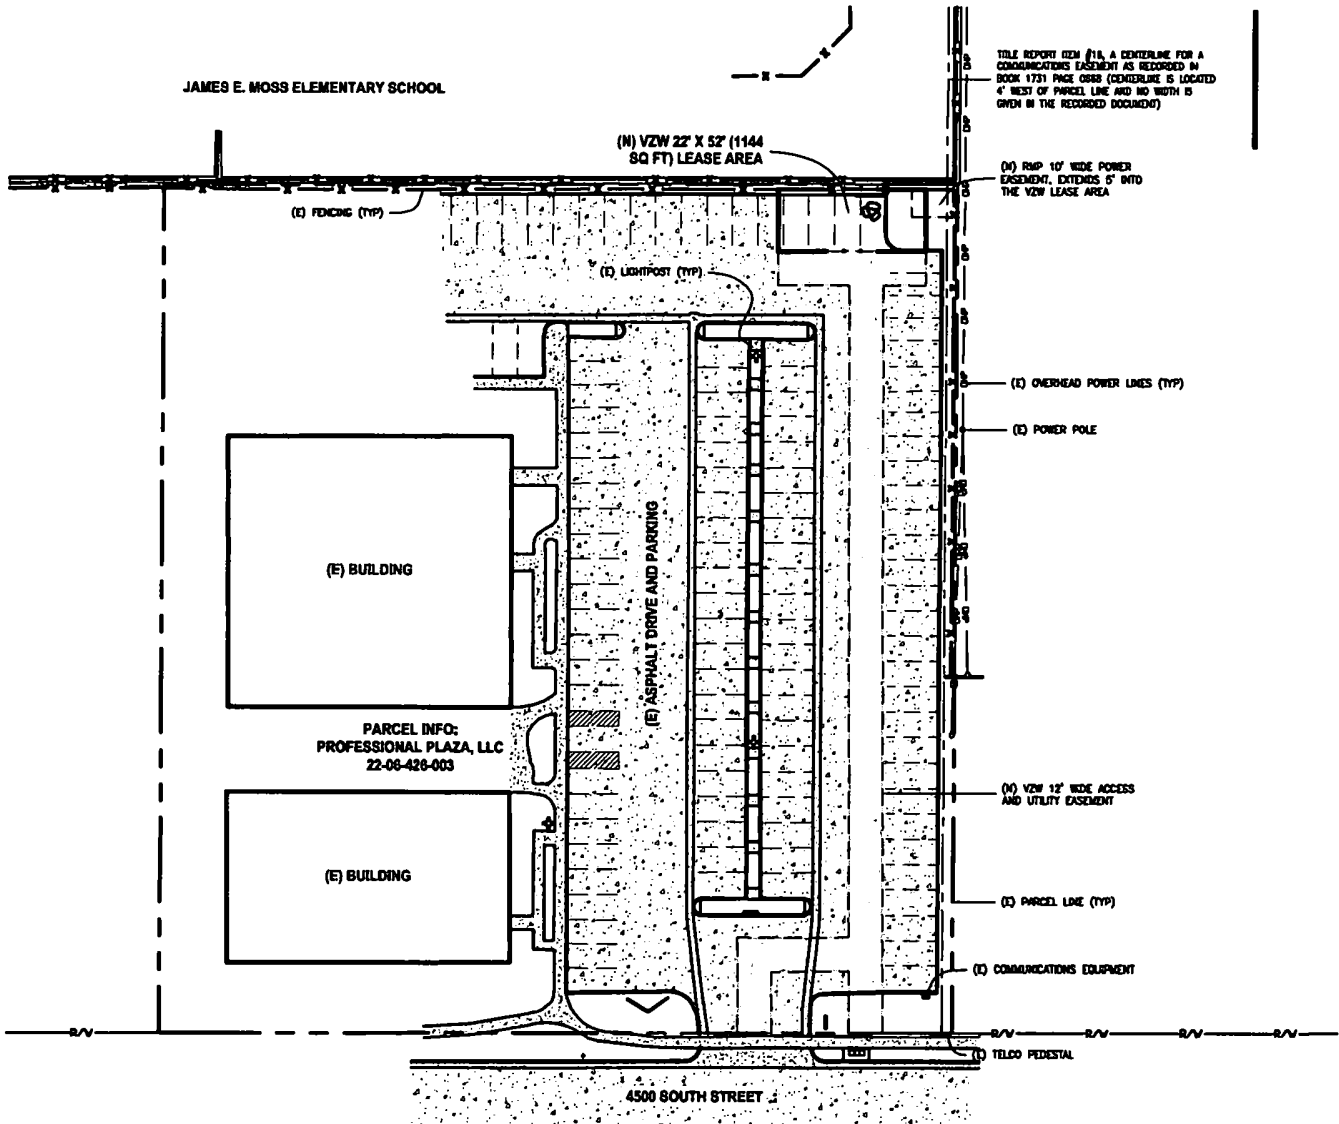 JAMES E. MOSS ELEMENTARY SCHOOL
TITLE REPORT ITEM #18, A CENTERLINE FOR A
COMMUNICATIONS EASEMENT AS RECORDED IN
BOOK 1731 PAGE 0868 (CENTERLINE IS LOCATED
4' WEST OF PARCEL LINE AND NO WIDTH IS
GIVEN IN THE RECORDED DOCUMENT)
(N) VZW 22' X 52' (1144
SQ FT) LEASE AREA
(N) RMP 10' WIDE POWER
EASEMENT, EXTENDS 5' INTO
THE VZW LEASE AREA
(E) FENCING (TYP)
(E) LIGHTPOST (TYP)
(E) OVERHEAD POWER LINES (TYP)
(E) POWER POLE
(E) ASPHALT DRIVE AND PARKING
(E) BUILDING
PARCEL INFO:
PROFESSIONAL PLAZA, LLC
22-06-426-003
(N) VZW 12' WIDE ACCESS
AND UTILITY EASEMENT
(E) BUILDING
(E) PARCEL LINE (TYP)
(E) COMMUNICATIONS EQUIPMENT
R/W R/W R/W R/W R/W
(E) TELCO PEDESTAL
4500 SOUTH STREET